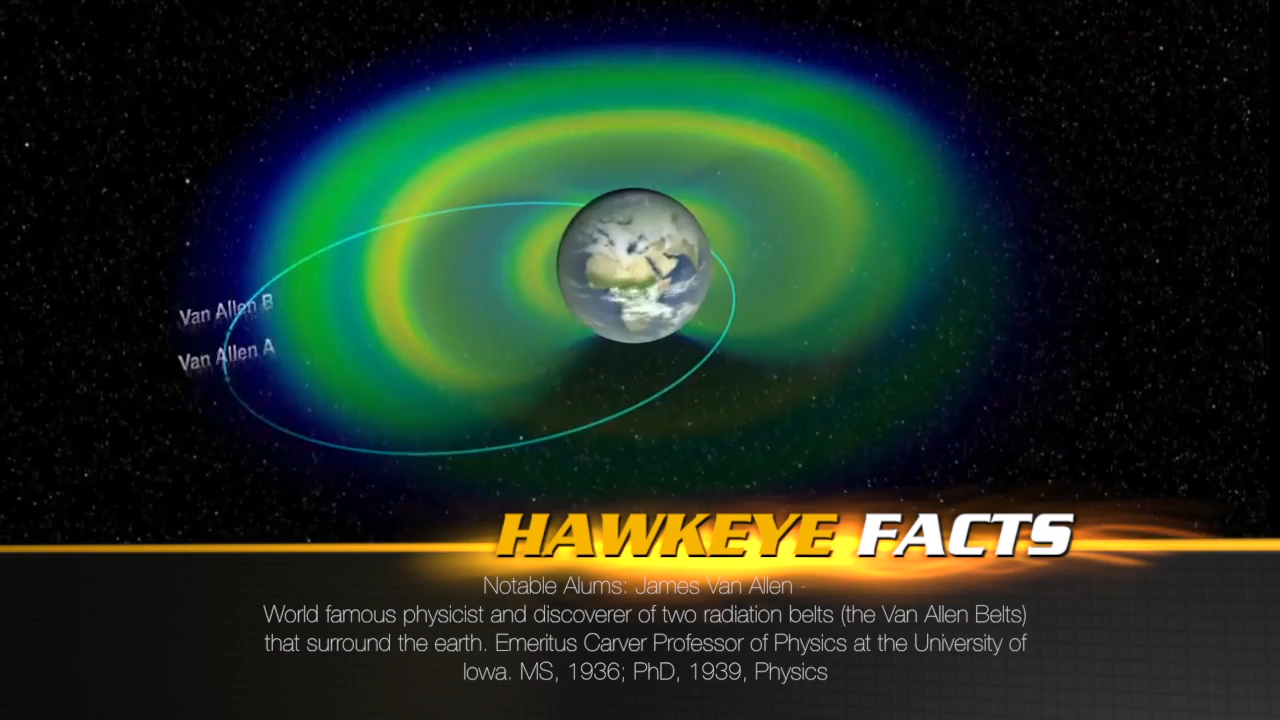 Van Allen B
Van Allen A
HAWKEYE FACTS
Notable Alums: James Van Allen -
World famous physicist and discoverer of two radiation belts (the Van Allen Belts)
that surround the earth. Emeritus Carver Professor of Physics at the University of
Iowa. MS, 1936; PhD, 1939, Physics